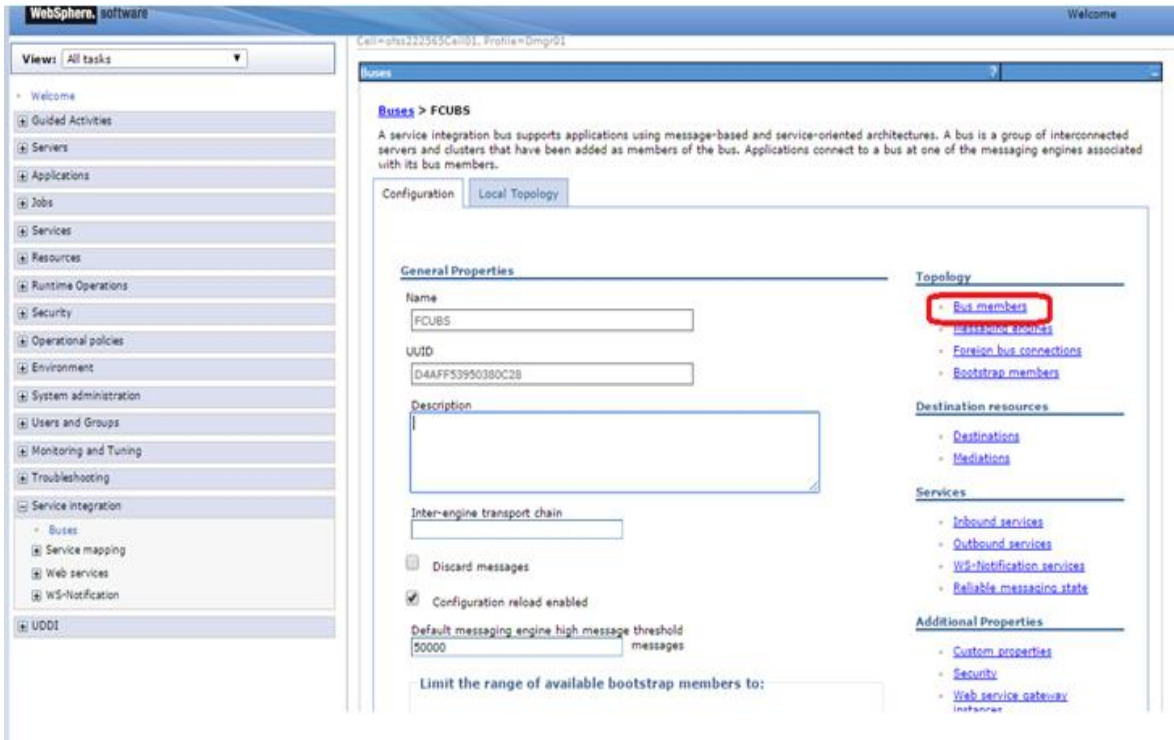 WebSphere. software
Welcome
View: All tasks
Cell=ofss222565Cell01, Profile=Dmgr01
Buses
?
Welcome
Guided Activities
Servers
Applications
Jobs
Services
Resources
Runtime Operations
Security
Operational policies
Environment
System administration
Users and Groups
Monitoring and Tuning
Troubleshooting
Service integration
Buses
Service mapping
Web services
WS-Notification
UDDI
Buses > FCUBS
A service integration bus supports applications using message-based and service-oriented architectures. A bus is a group of interconnected
servers and clusters that have been added as members of the bus. Applications connect to a bus at one of the messaging engines associated
with its bus members.
Configuration
Local Topology
General Properties
Name
FCUBS
UUID
D4AFF53950380C28
Description
Inter-engine transport chain
Discard messages
Configuration reload enabled
Default messaging engine high message threshold
50000
messages
Limit the range of available bootstrap members to:
Topology
Bus members
Messaging engines
Foreign bus connections
Bootstrap members
Destination resources
Destinations
Mediations
Services
Inbound services
Outbound services
WS-Notification services
Reliable messaging state
Additional Properties
Custom properties
Security
Web service gateway
instances